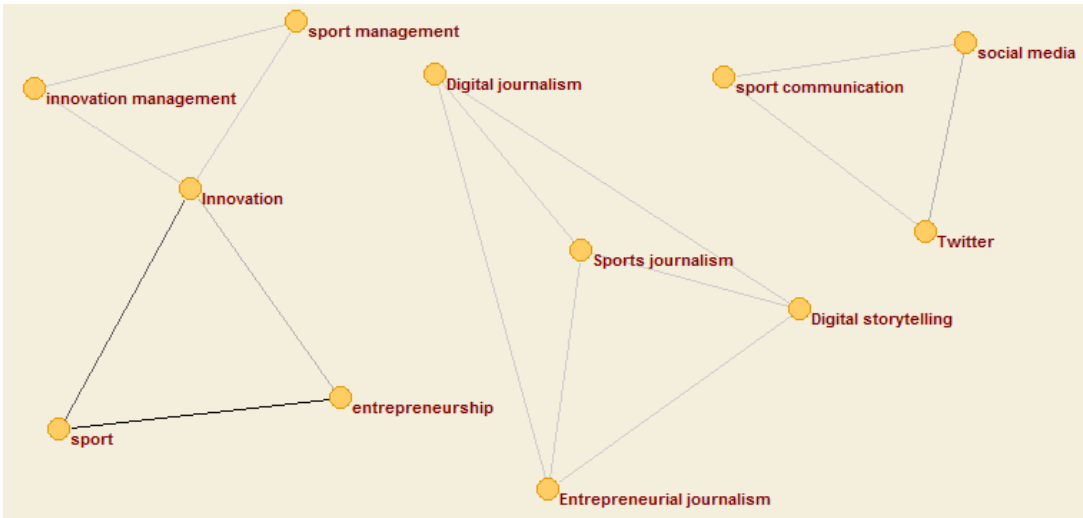 sport management
social media
Digital journalism
sport communication
innovation management
Innovation
Twitter
Sports journalism
Digital storytelling
entrepreneurship
sport
Entrepreneurial journalism